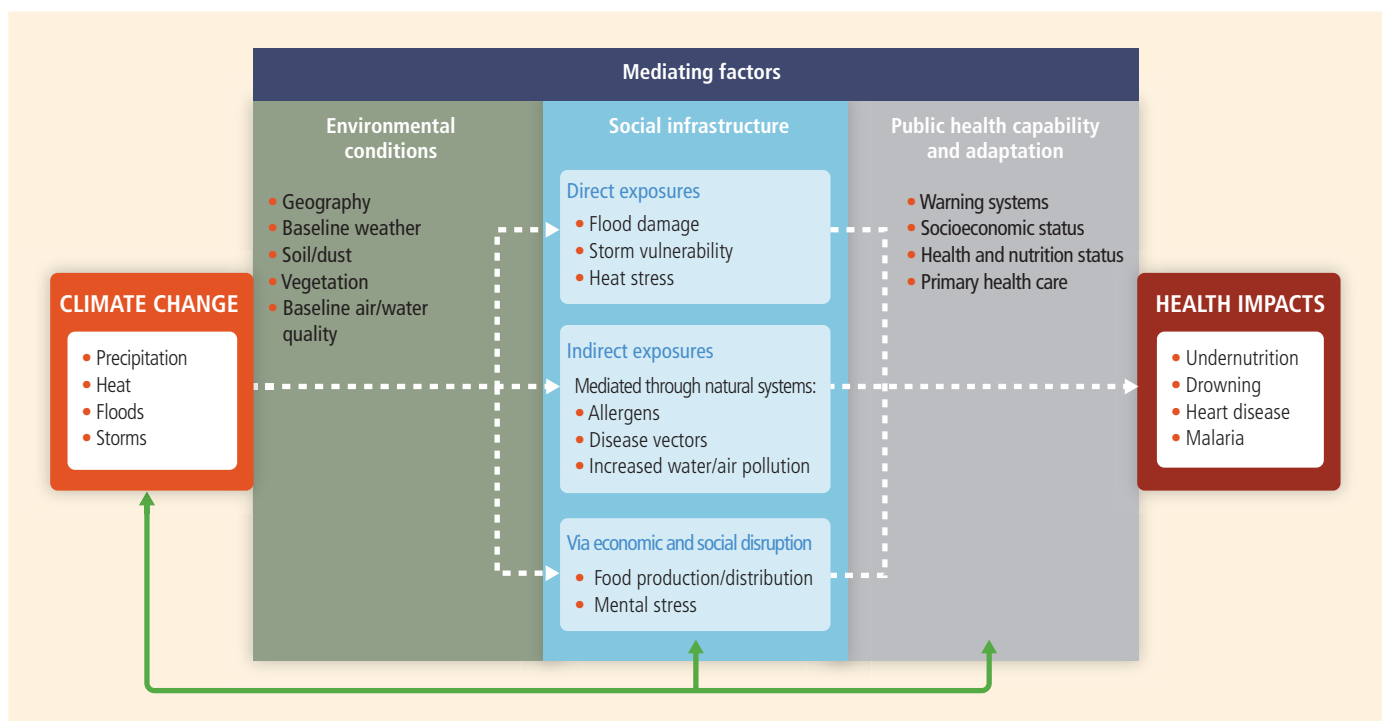 Mediating factors
Environmental
conditions
• Geography
• Baseline weather
• Soil/dust
• Vegetation
• Baseline air/water
quality
Social infrastructure
Direct exposures
• Flood damage
• Storm vulnerability
• Heat stress
Indirect exposures
Mediated through natural systems:
• Allergens
• Disease vectors
• Increased water/air pollution
Via economic and social disruption
• Food production/distribution
• Mental stress
Public health capability
and adaptation
• Warning systems
• Socioeconomic status
• Health and nutrition status
• Primary health care
CLIMATE CHANGE
• Precipitation
• Heat
• Floods
• Storms
HEALTH IMPACTS
• Undernutrition
• Drowning
• Heart disease
• Malaria